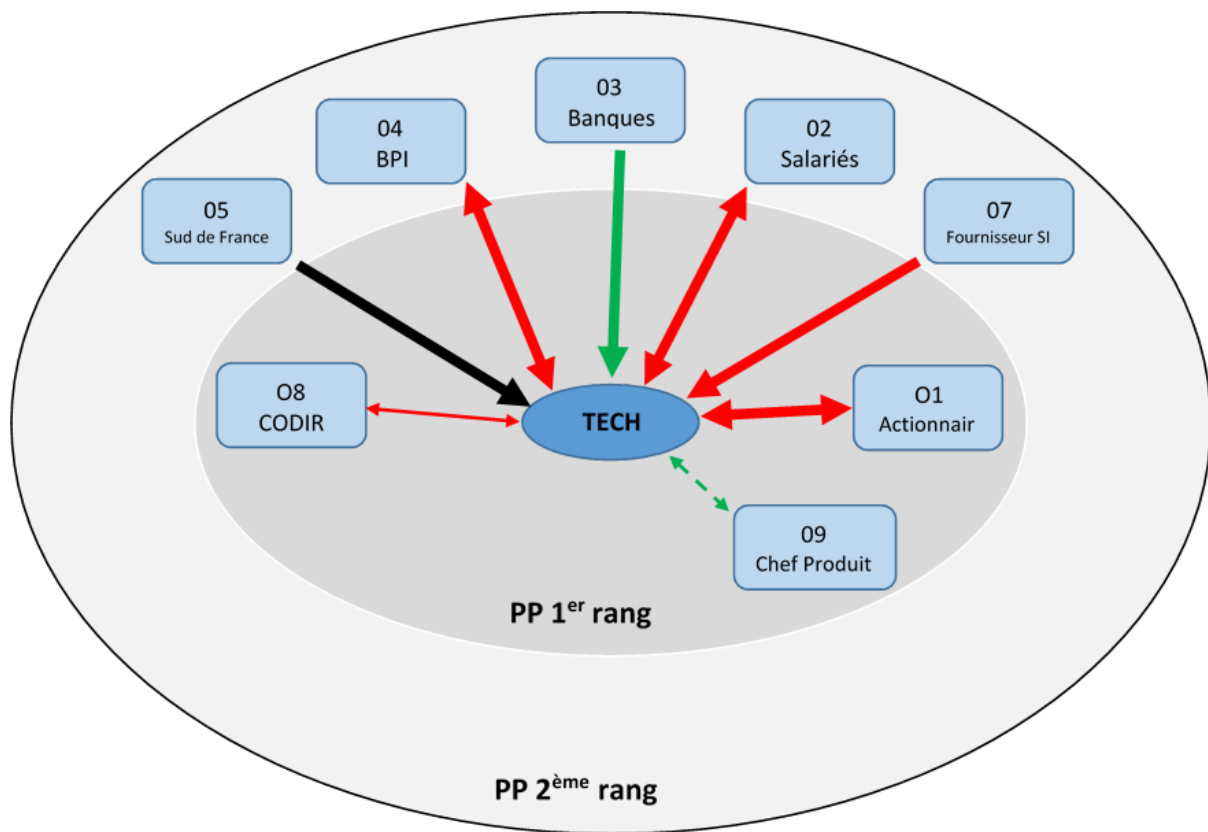 03
Banques
04
BPI
02
Salariés
05
Sud de France
07
Fournisseur SI
O8
CODIR
TECH
O1
Actionnair
09
Chef Produit
PP 1er rang
PP 2ème rang